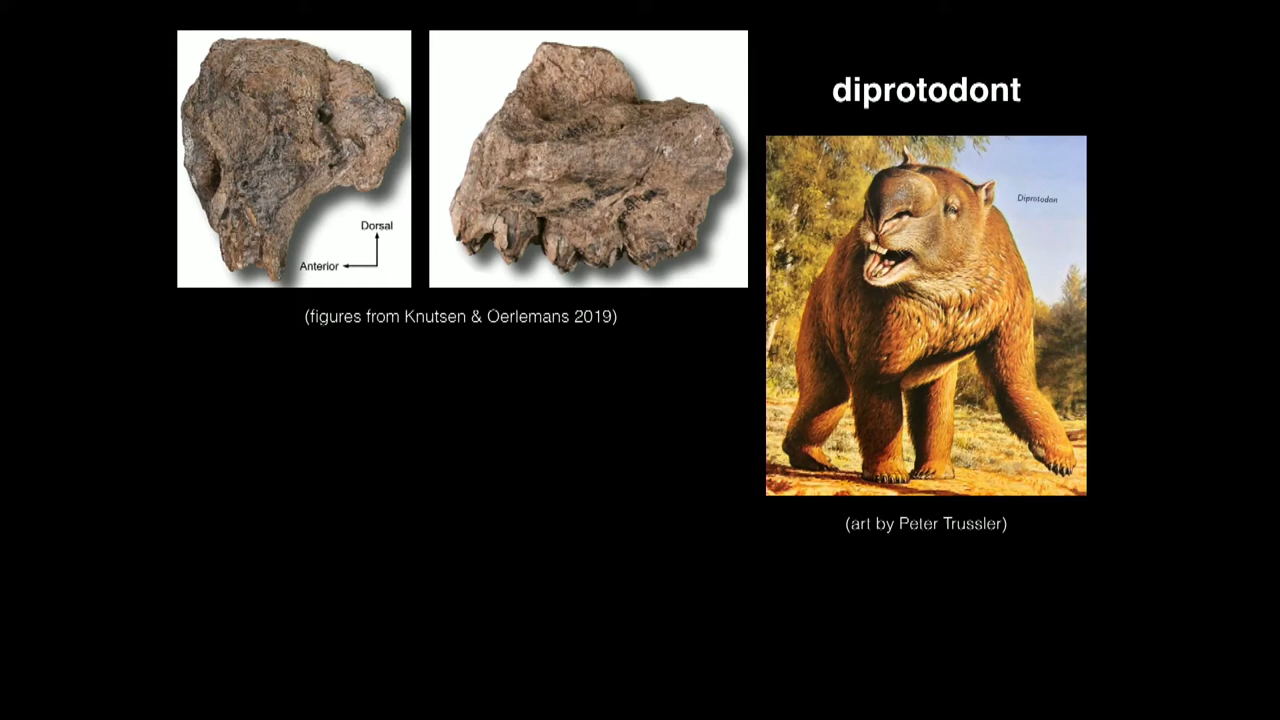 diprotodont
Diprotodon
Dorsal
Anterior
(figures from Knutsen & Oerlemans 2019)
(art by Peter Trussler)